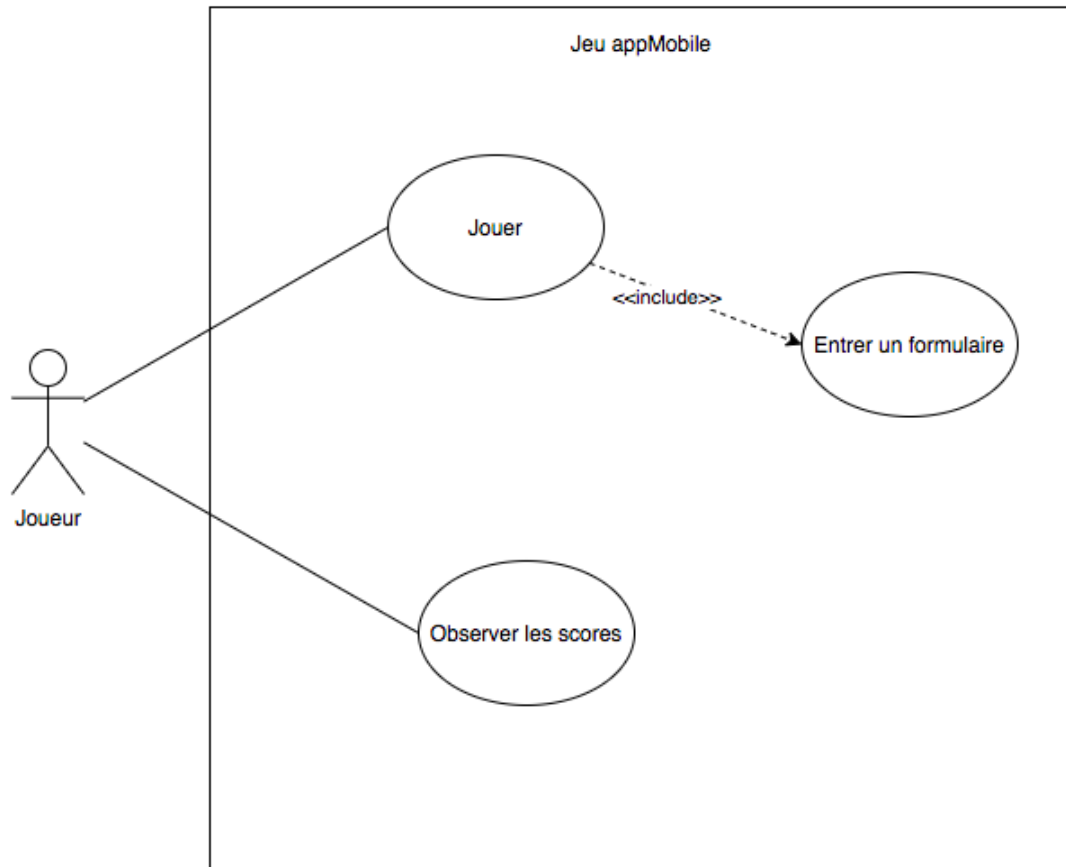 Jeu appMobile
Jouer
<<include>>
Entrer un formulaire
Joueur
Observer les scores